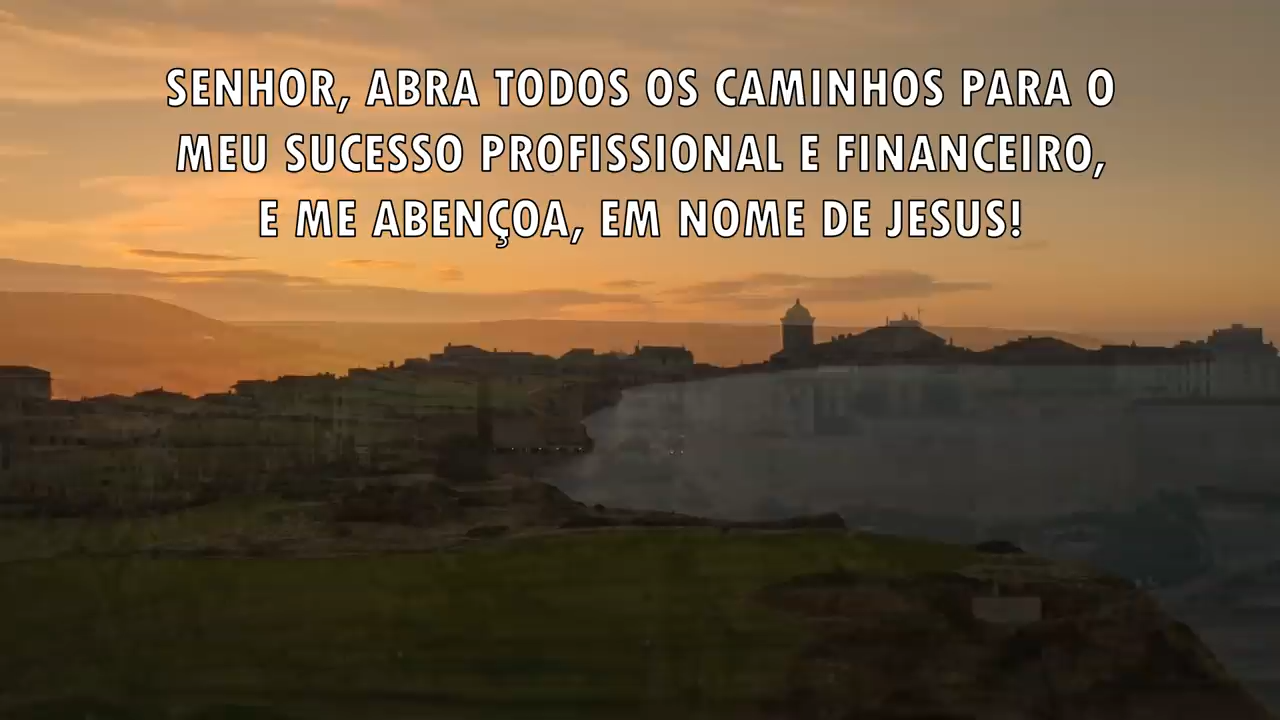 SENHOR, ABRA TODOS OS CAMINHOS PARA O
MEU SUCESSO PROFISSIONAL E FINANCEIRO,
E ME ABENÇOA, EM NOME DE JESUS!